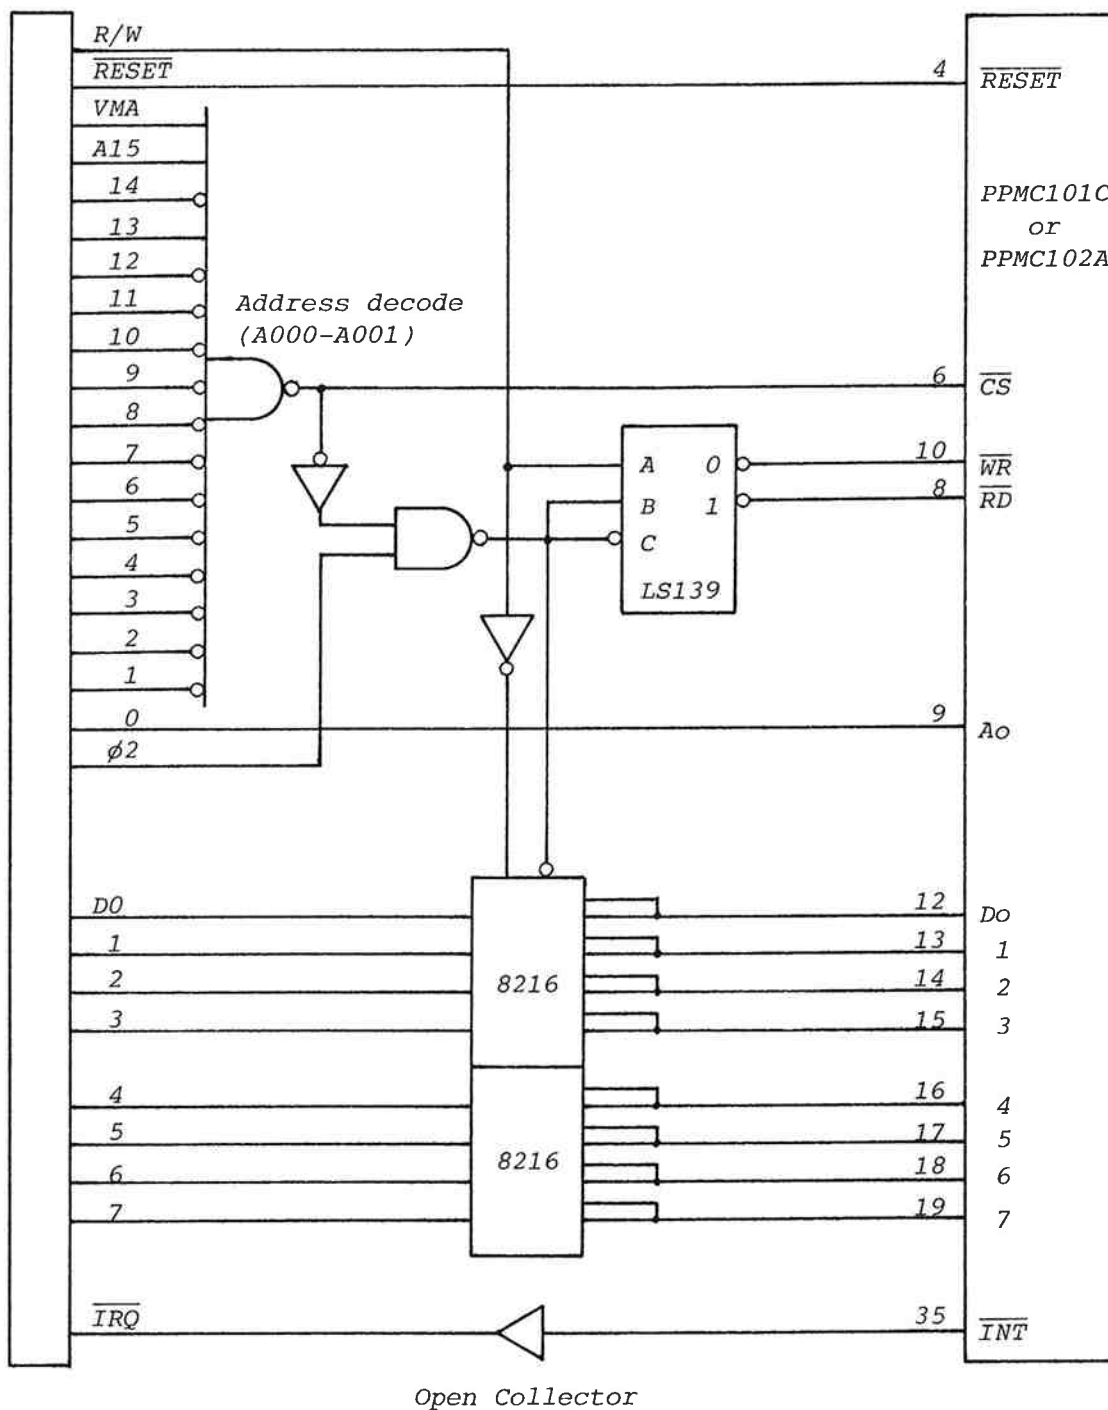 R/W
RESET
4
RESET
VMA
A15
14
PPMC101C
13
or
12
PPMC102A
11
Address decode
10
(A000-A001)
9
6
CS
8
7
A
0
10
WR
6
8
RD
5
B
1
4
C
3
LS139
2
1
0
9
Ao
ϕ2
D0
12
Do
1
13
1
2
8216
14
2
3
15
3
4
16
4
5
17
5
6
8216
18
6
7
19
7
IRQ
35
INT
Open Collector